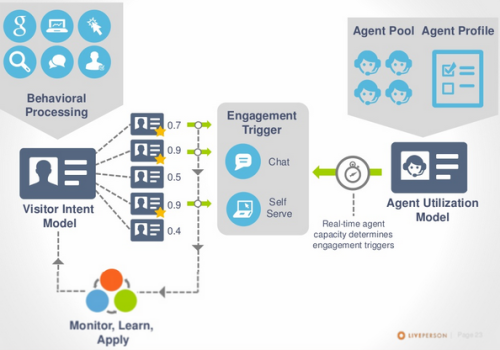 Agent Pool
Agent Profile
Behavioral
Processing
0.7
0.9
0.5
0.9
0.4
Engagement
Trigger
Chat
Self
Serve
Visitor Intent
Model
Agent Utilization
Model
Real-time agent
capacity determines
engagement triggers
Monitor, Learn,
Apply
LIVEPERSON